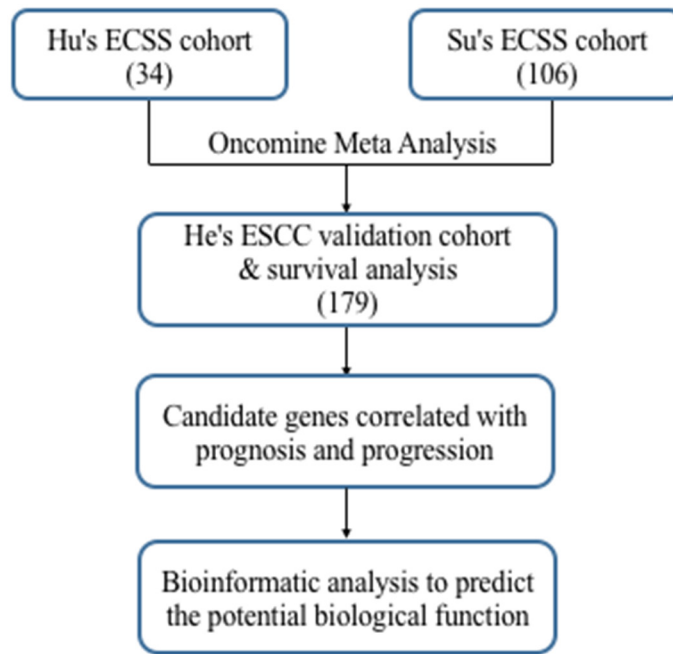 Hu's ECSS cohort
(34)
Su's ECSS cohort
(106)
Oncomine Meta Analysis
He's ESCC validation cohort
& survival analysis
(179)
Candidate genes correlated with
prognosis and progression
Bioinformatic analysis to predict
the potential biological function